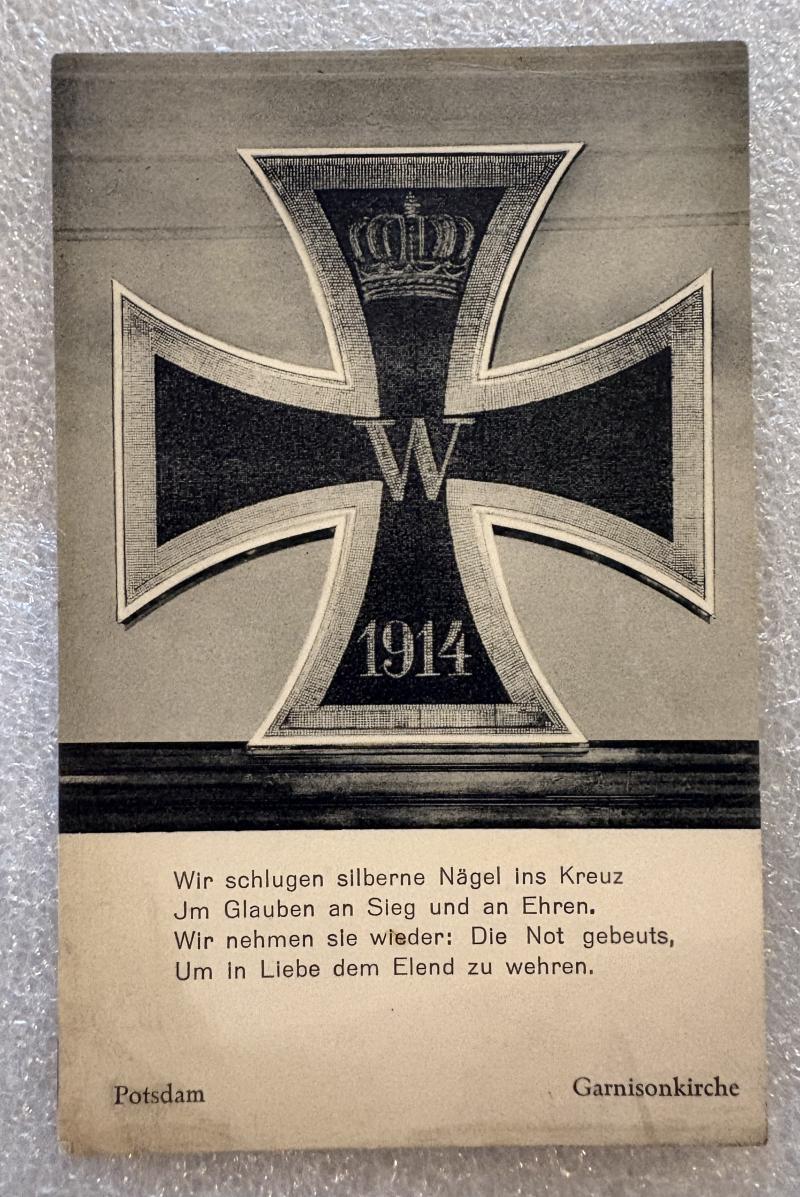 W
1914
Wir schlugen silberne Nägel ins Kreuz
Jm Glauben an Sieg und an Ehren.
Wir nehmen sie wieder: Die Not gebeuts,
Um in Liebe dem Elend zu wehren.
Potsdam
Garnisonkirche